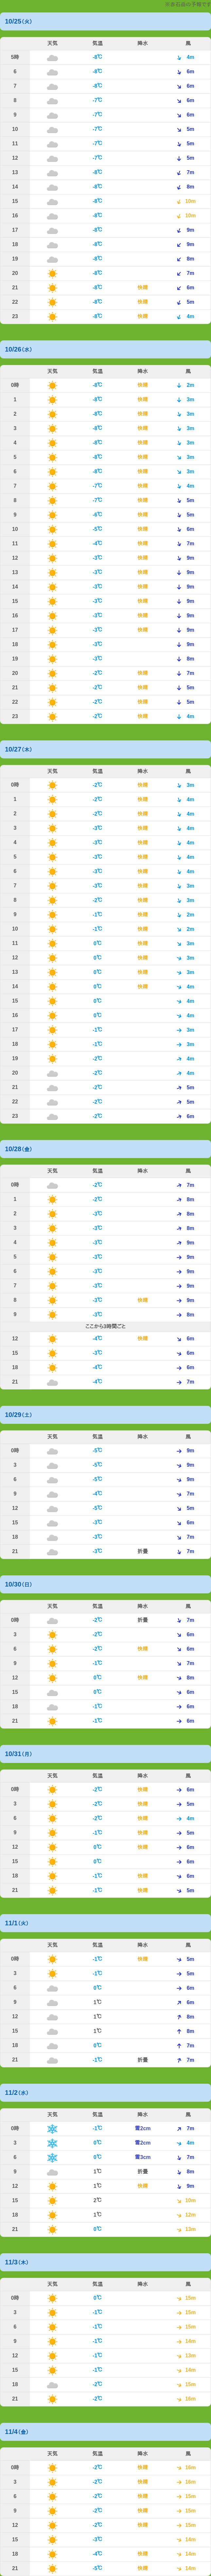 10/25(火)
天気 気温 降水 風
5時 -8℃ 4m
6 -8℃ 6m
7 -8℃ 6m
8 -7℃ 6m
9 -7℃ 6m
10 -7℃ 5m
11 -7℃ 5m
12 -7℃ 5m
13 -8℃ 7m
14 -8℃ 8m
15 -8℃ 10m
16 -8℃ 10m
17 -8℃ 9m
18 -8℃ 9m
19 -8℃ 8m
20 -8℃ 7m
21 -8℃ 快晴 6m
22 -8℃ 快晴 5m
23 -8℃ 快晴 4m
10/26(水)
天気 気温 降水 風
0時 -8℃ 快晴 2m
1 -8℃ 快晴 3m
2 -8℃ 快晴 3m
3 -8℃ 快晴 3m
4 -8℃ 快晴 3m
5 -8℃ 快晴 3m
6 -8℃ 快晴 3m
7 -7℃ 快晴 4m
8 -7℃ 快晴 5m
9 -6℃ 快晴 5m
10 -5℃ 快晴 6m
11 -4℃ 快晴 7m
12 -3℃ 快晴 9m
13 -3℃ 快晴 9m
14 -3℃ 快晴 9m
15 -3℃ 快晴 9m
16 -3℃ 快晴 9m
17 -3℃ 快晴 9m
18 -3℃ 9m
19 -3℃ 8m
20 -2℃ 快晴 7m
21 -2℃ 快晴 5m
22 -2℃ 快晴 5m
23 -2℃ 快晴 4m
10/27(木)
天気 気温 降水 風
0時 -2℃ 快晴 3m
1 -2℃ 快晴 4m
2 -2℃ 快晴 4m
3 -3℃ 快晴 4m
4 -3℃ 快晴 4m
5 -3℃ 快晴 4m
6 -3℃ 快晴 4m
7 -3℃ 快晴 3m
8 -2℃ 快晴 3m
9 -1℃ 快晴 2m
10 -1℃ 快晴 2m
11 0℃ 快晴 3m
12 0℃ 快晴 3m
13 0℃ 快晴 3m
14 0℃ 快晴 4m
15 0℃ 4m
16 0℃ 4m
17 -1℃ 3m
18 -1℃ 3m
19 -2℃ 4m
20 -2℃ 4m
21 -2℃ 5m
22 -2℃ 5m
23 -2℃ 6m
10/28(金)
天気 気温 降水 風
0時 -2℃ 7m
1 -2℃ 8m
2 -3℃ 8m
3 -3℃ 8m
4 -3℃ 9m
5 -3℃ 9m
6 -3℃ 9m
7 -3℃ 9m
8 -3℃ 快晴 9m
9 -3℃ 8m
ここから3時間ごと
12 -4℃ 快晴 6m
15 -3℃ 6m
18 -4℃ 6m
21 -4℃ 7m
10/29(土)
天気 気温 降水 風
0時 -5℃ 9m
3 -5℃ 9m
6 -5℃ 9m
9 -4℃ 7m
12 -5℃ 5m
15 -3℃ 6m
18 -3℃ 7m
21 -3℃ 折畳 7m
10/30(日)
天気 気温 降水 風
0時 -2℃ 折畳 7m
3 -2℃ 6m
6 -2℃ 快晴 6m
9 -1℃ 7m
12 0℃ 快晴 8m
15 0℃ 6m
18 -1℃ 6m
21 -1℃ 6m
10/31(月)
天気 気温 降水 風
0時 -2℃ 快晴 6m
3 -2℃ 快晴 5m
6 -2℃ 快晴 4m
9 -1℃ 快晴 5m
12 0℃ 快晴 6m
15 0℃ 6m
18 -1℃ 快晴 6m
21 -1℃ 快晴 5m
11/1(火)
天気 気温 降水 風
0時 -1℃ 快晴 5m
3 -1℃ 5m
6 0℃ 6m
9 1℃ 6m
12 1℃ 8m
15 1℃ 8m
18 0℃ 7m
21 -1℃ 折畳 7m
11/2(水)
天気 気温 降水 風
0時 -1℃ 雪2cm 7m
3 0℃ 雪2cm 4m
6 0℃ 雪3cm 7m
9 1℃ 折畳 8m
12 1℃ 快晴 9m
15 2℃ 10m
18 1℃ 12m
21 0℃ 13m
11/3(木)
天気 気温 降水 風
0時 0℃ 15m
3 -1℃ 15m
6 -1℃ 15m
9 -1℃ 14m
12 -1℃ 13m
15 -1℃ 14m
18 -2℃ 15m
21 -2℃ 16m
11/4(金)
天気 気温 降水 風
0時 -2℃ 快晴 16m
3 -2℃ 快晴 16m
6 -2℃ 快晴 15m
9 -2℃ 快晴 15m
12 -2℃ 快晴 15m
15 -3℃ 14m
18 -4℃ 快晴 14m
21 -5℃ 快晴 14m